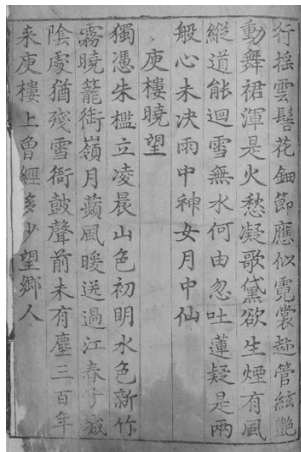 行搖雲髻花鈿節應似霓裳趂管絃艷
動舞裙渾是火愁凝歌黛欲生煙有風
縱道能迴雪無水何由忽吐蓮疑是兩
般心未決雨中神女月中仙
庾樓曉望
獨憑朱檻立凌晨山色初明水色新竹
霧曉籠銜嶺月蘋風暖送過江春子城
陰處猶殘雪衙鼓聲前未有塵三百年
来庾樓上曾經多少望鄉人